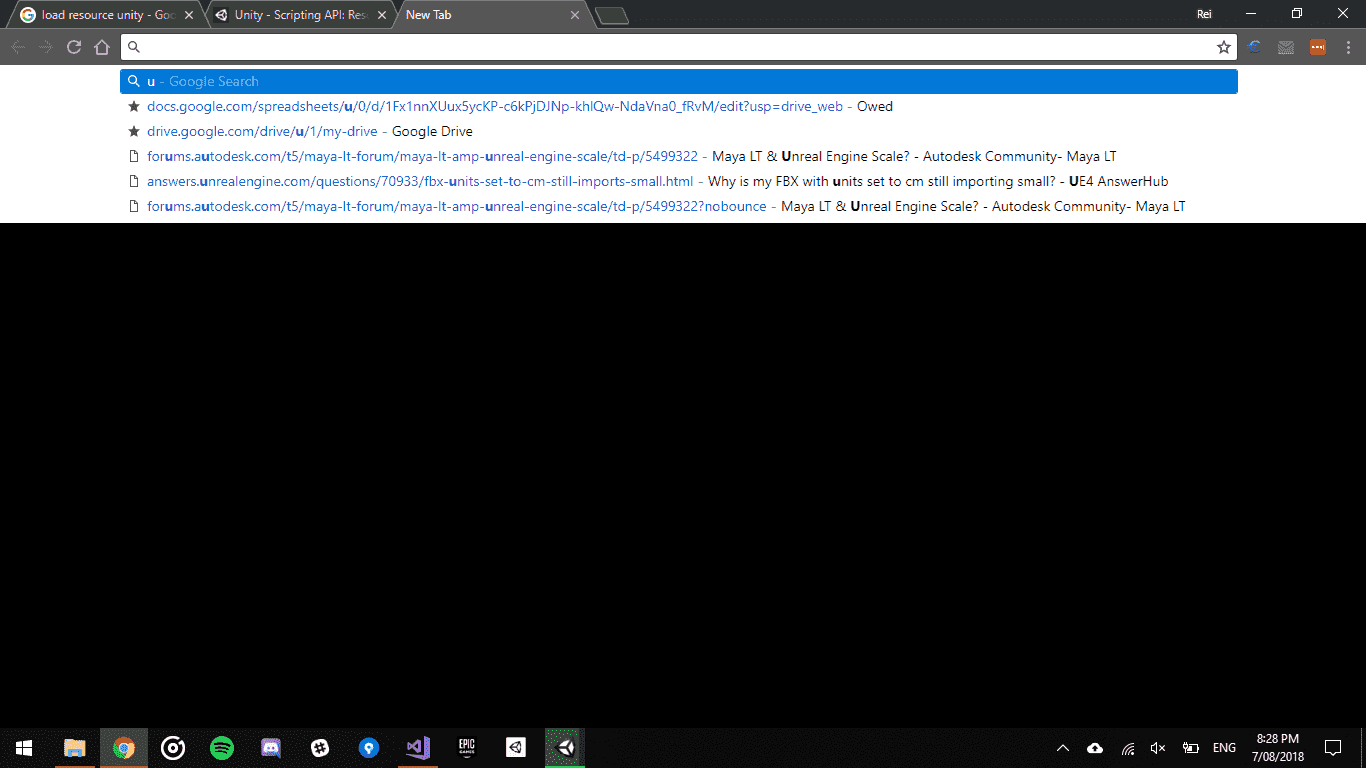 load resource unity - Goo
Unity - Scripting API: Reso
New Tab
Rei
u - Google Search
docs.google.com/spreadsheets/u/0/d/1Fx1nnXUux5ycKP-c6kPjDJNp-khlQw-NdaVna0_fRvM/edit?usp=drive_web - Owed
drive.google.com/drive/u/1/my-drive - Google Drive
forums.autodesk.com/t5/maya-lt-forum/maya-lt-amp-unreal-engine-scale/td-p/5499322 - Maya LT & Unreal Engine Scale? - Autodesk Community- Maya LT
answers.unrealengine.com/questions/70933/fbx-units-set-to-cm-still-imports-small.html - Why is my FBX with units set to cm still importing small? - UE4 AnswerHub
forums.autodesk.com/t5/maya-lt-forum/maya-lt-amp-unreal-engine-scale/td-p/5499322?nobounce - Maya LT & Unreal Engine Scale? - Autodesk Community- Maya LT
EPIC
GAMES
ENG
8:28 PM
7/08/2018